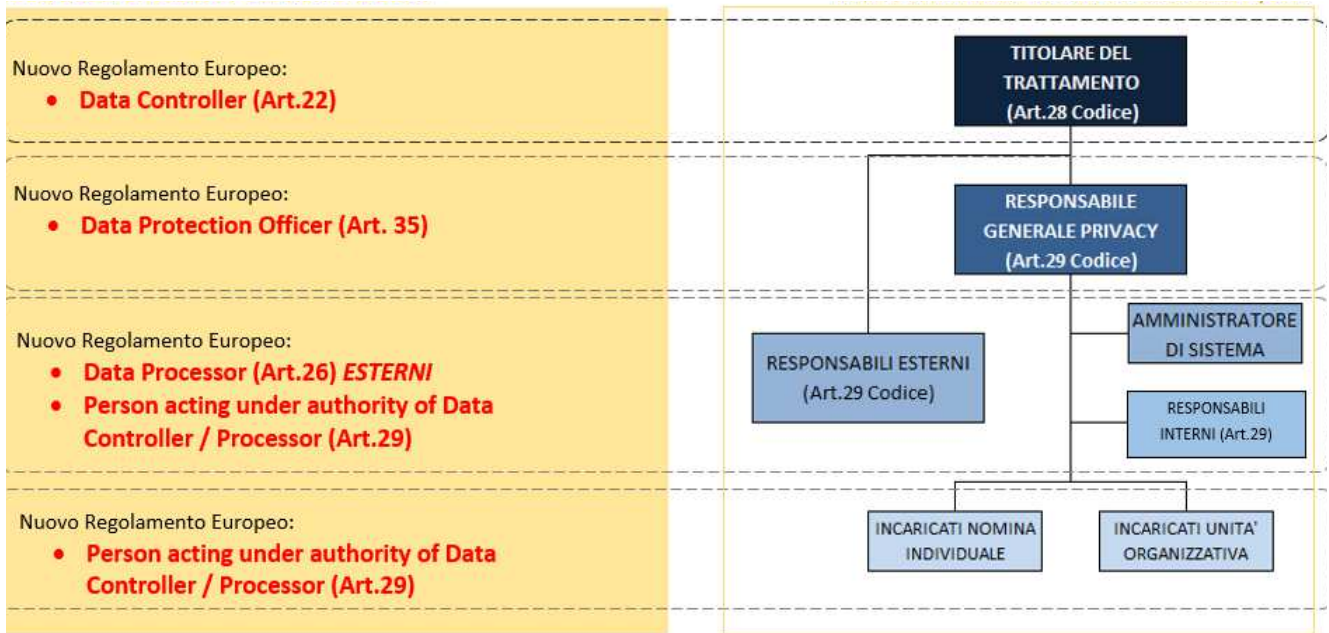 Nuovo Regolamento Europeo:
• Data Controller (Art.22)
TITOLARE DEL
TRATTAMENTO
(Art.28 Codice)
Nuovo Regolamento Europeo:
• Data Protection Officer (Art. 35)
RESPONSABILE
GENERALE PRIVACY
(Art.29 Codice)
Nuovo Regolamento Europeo:
• Data Processor (Art.26) ESTERNI
• Person acting under authority of Data
Controller / Processor (Art.29)
RESPONSABILI ESTERNI
(Art.29 Codice)
AMMINISTRATORE
DI SISTEMA
RESPONSABILI
INTERNI (Art.29)
Nuovo Regolamento Europeo:
• Person acting under authority of Data
Controller / Processor (Art.29)
INCARICATI NOMINA
INDIVIDUALE
INCARICATI UNITA'
ORGANIZZATIVA